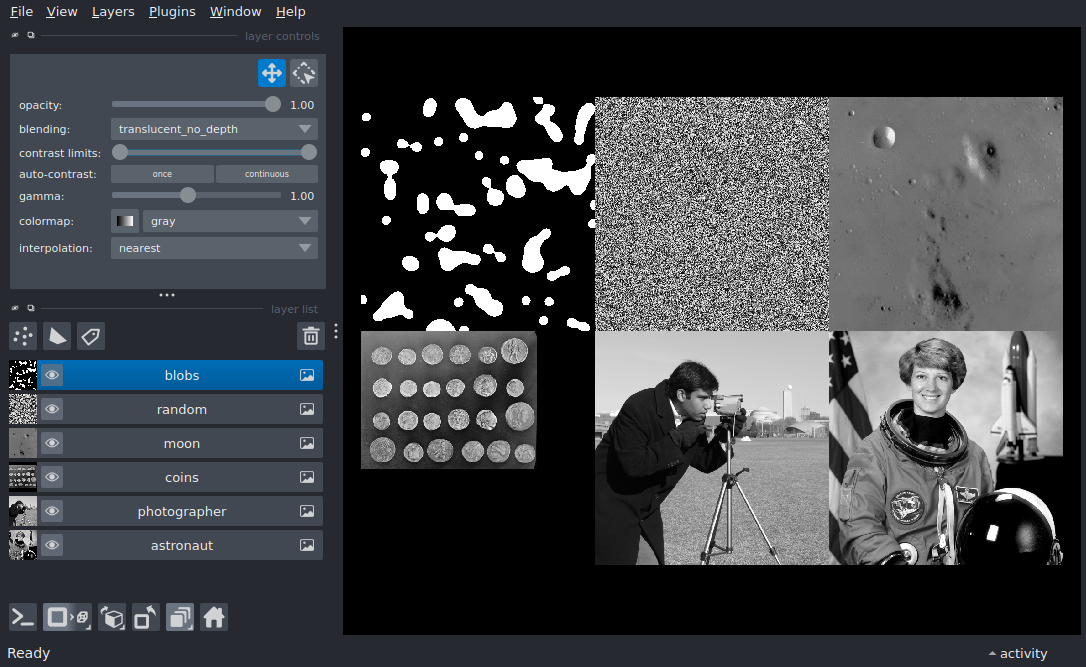 File View Layers Plugins Window Help
layer controls
opacity: 1.00
blending: translucent_no_depth
contrast limits:
auto-contrast: once continuous
gamma: 1.00
colormap: gray
interpolation: nearest
layer list
blobs
random
moon
coins
photographer
astronaut
Ready activity